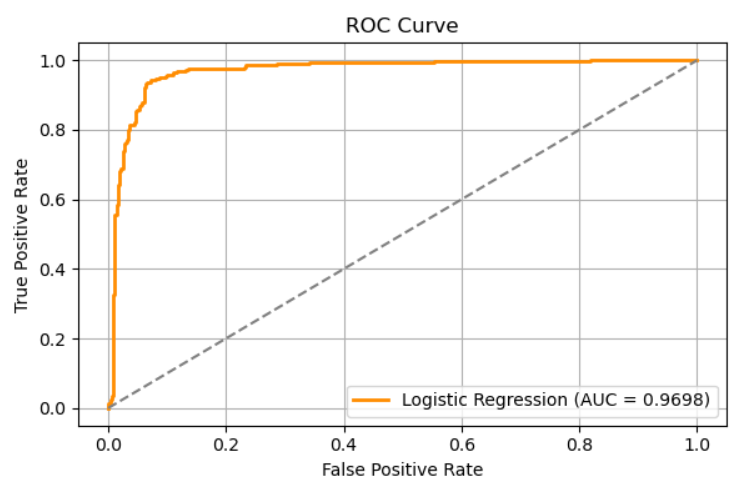 ROC Curve
True Positive Rate
1.0
0.8
0.6
0.4
0.2
0.0
Logistic Regression (AUC = 0.9698)
0.0 0.2 0.4 0.6 0.8 1.0
False Positive Rate